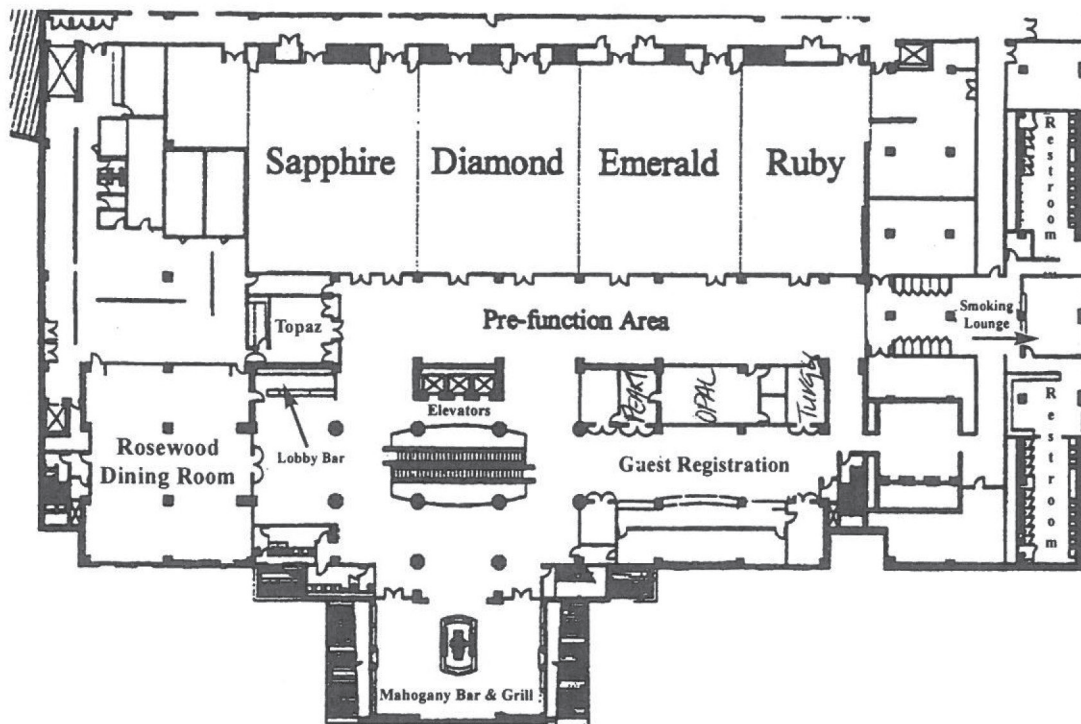 Sapphire
Diamond
Emerald
Ruby
Restroom
Topaz
Pre-function Area
Smoking
Lounge
Elevators
PEARL
OPAL
Rosewood
Dining Room
Lobby Bar
Guest Registration
Restroom
Mahogany Bar & Grill